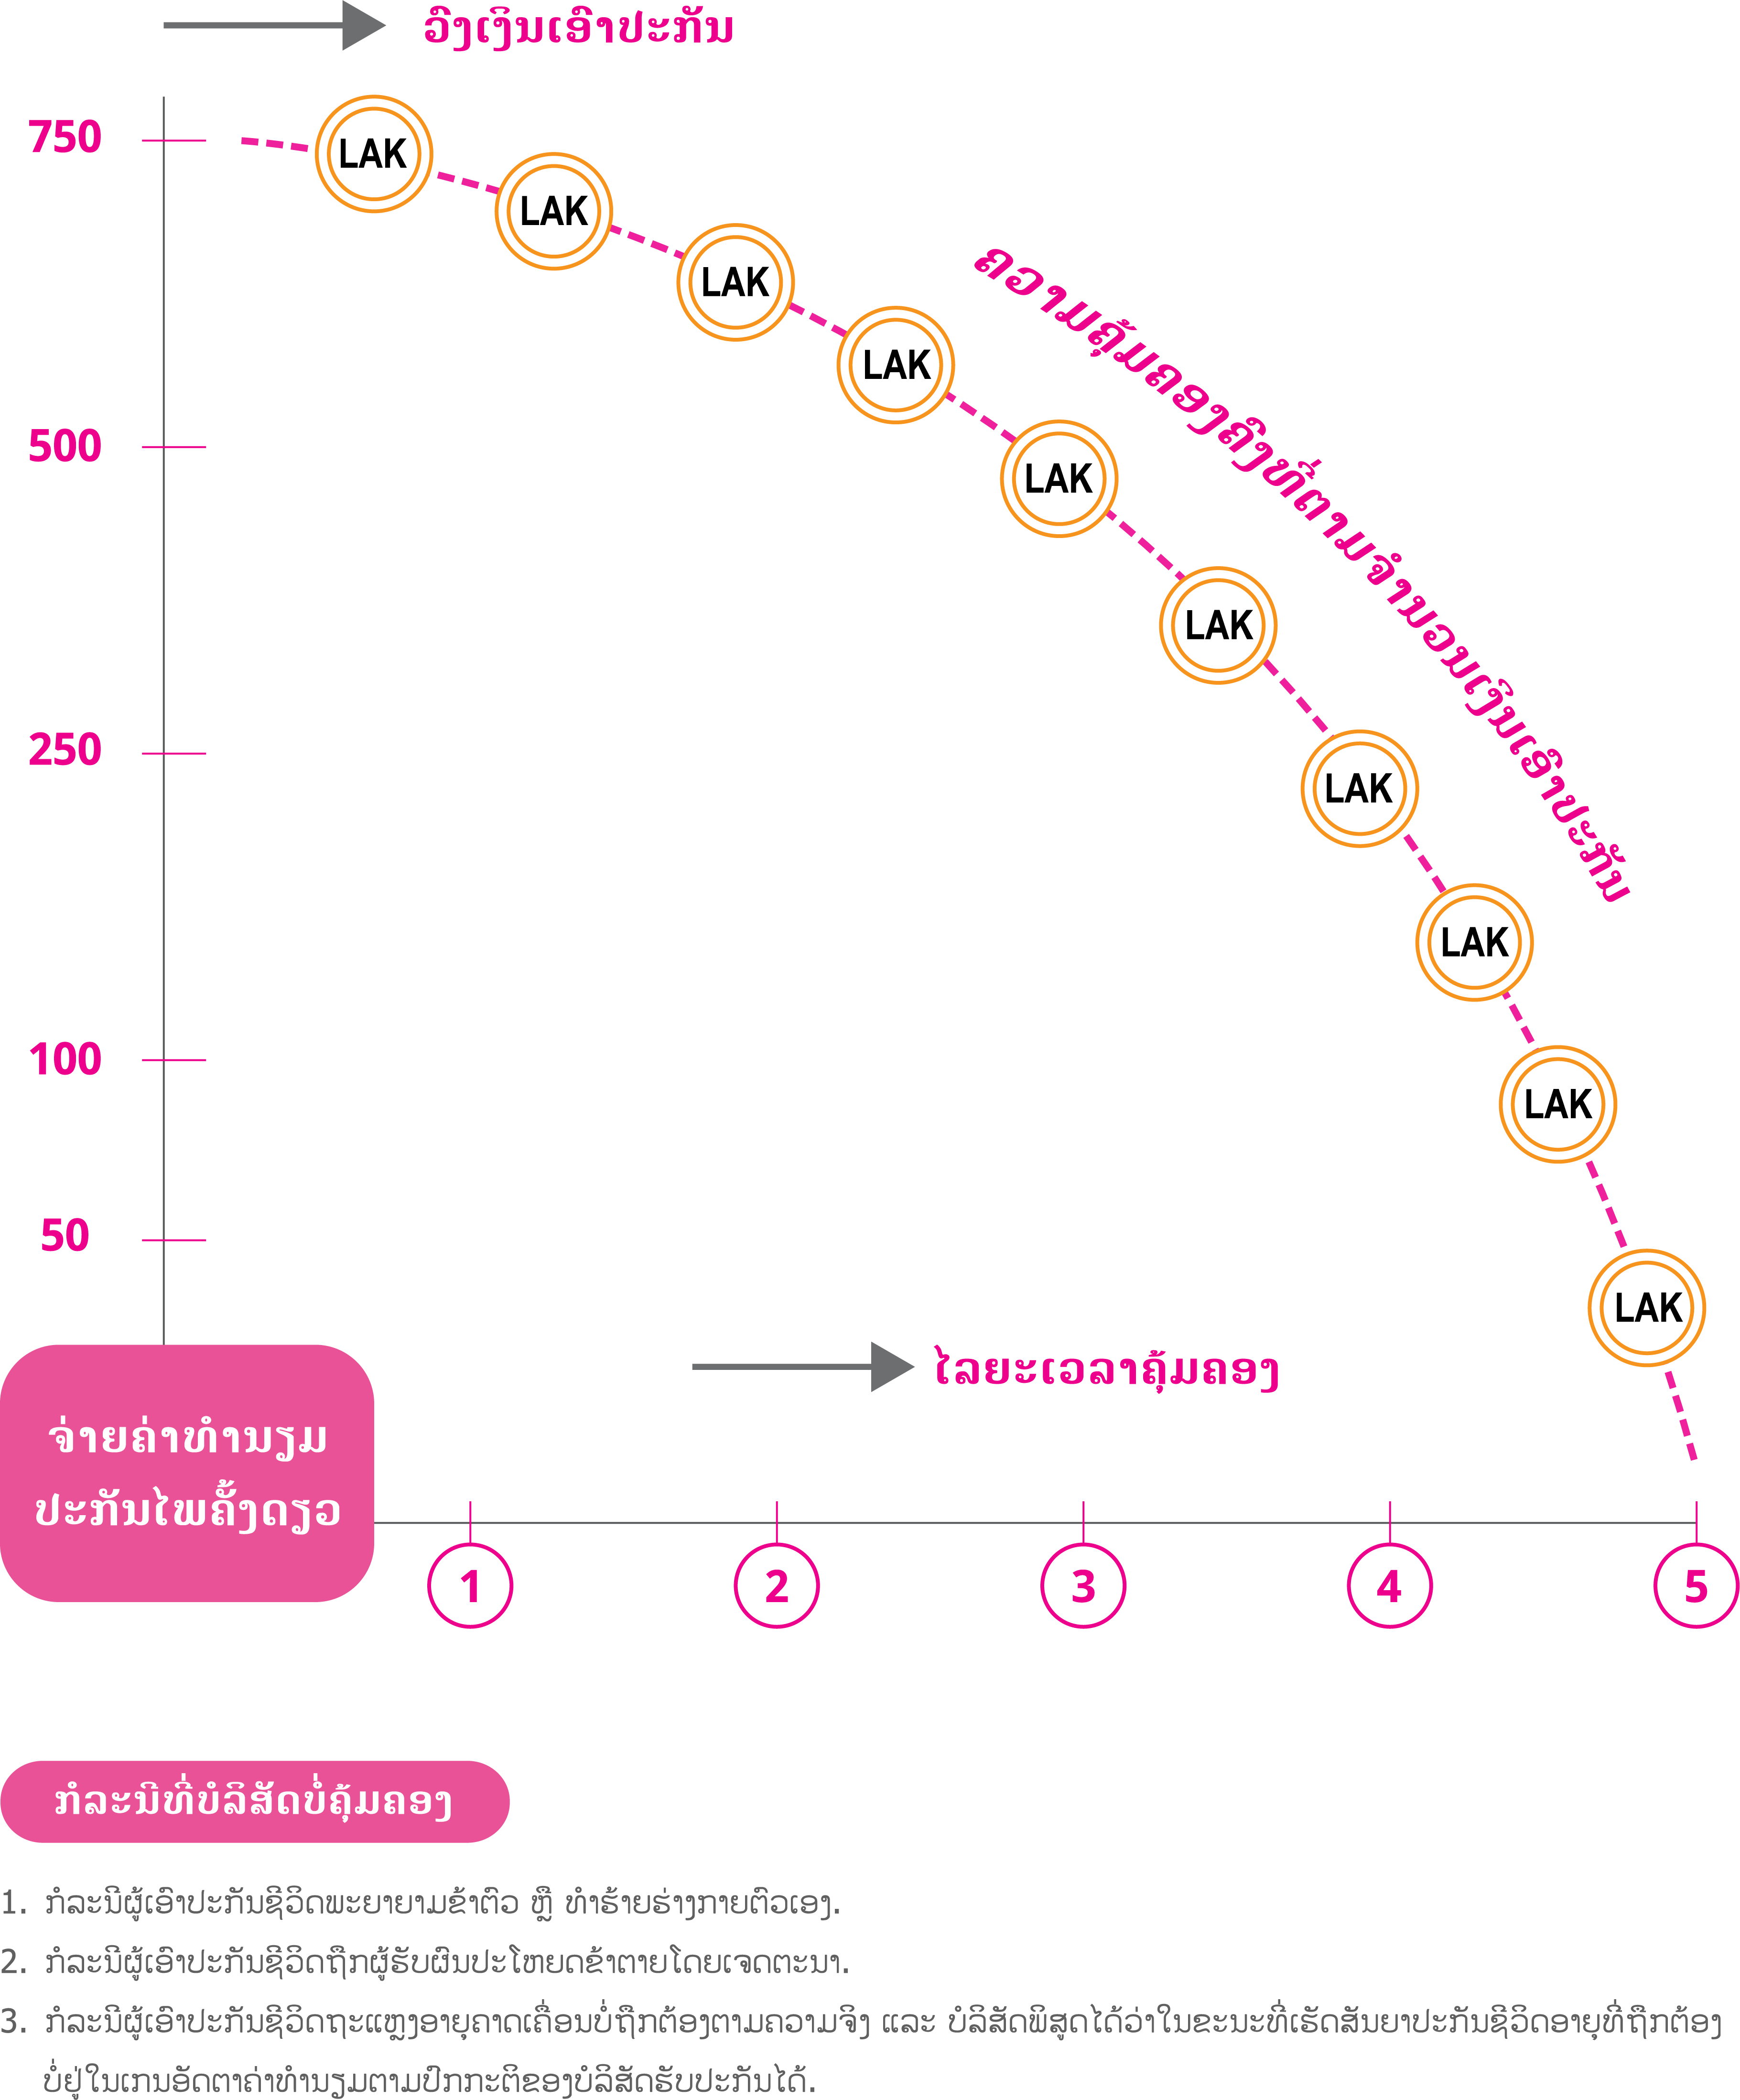 ວົງເງິນເອົາປະກັນ
750
LAK
LAK
LAK
LAK
ຄວາມຄຸ້ມຄອງຄົງທີ່ຕາມຈຳນວນເງິນເອົາປະກັນ
500
LAK
LAK
250
LAK
LAK
100
LAK
50
LAK
ໄລຍະເວລາຄຸ້ມຄອງ
ຈ່າຍຄ່າທຳນຽມ
ປະກັນໄພຄັ້ງດຽວ
1
2
3
4
5
ກໍລະນີທີ່ບໍລິສັດບໍ່ຄຸ້ມຄອງ
1. ກໍລະນີຜູ້ເອົາປະກັນຊີວິດພະຍາຍາມຂ້າຕົວ ຫຼື ທຳຮ້າຍຮ່າງກາຍຕົວເອງ.
2. ກໍລະນີຜູ້ເອົາປະກັນຊີວິດຖືກຜູ້ຮັບຜົນປະໂຫຍດຂ້າຕາຍໂດຍເຈດຕະນາ.
3. ກໍລະນີຜູ້ເອົາປະກັນຊີວິດຖະແຫຼງອາຍຸຄາດເຄື່ອນບໍ່ຖືກຕ້ອງຕາມຄວາມຈິງ ແລະ ບໍລິສັດພິສູດໄດ້ວ່າໃນຂະນະທີ່ເຮັດສັນຍາປະກັນຊີວິດອາຍຸທີ່ຖືກຕ້ອງ
ບໍ່ຢູ່ໃນເກນອັດຕາຄ່າທຳນຽມຕາມປົກກະຕິຂອງບໍລິສັດຮັບປະກັນໄດ້.